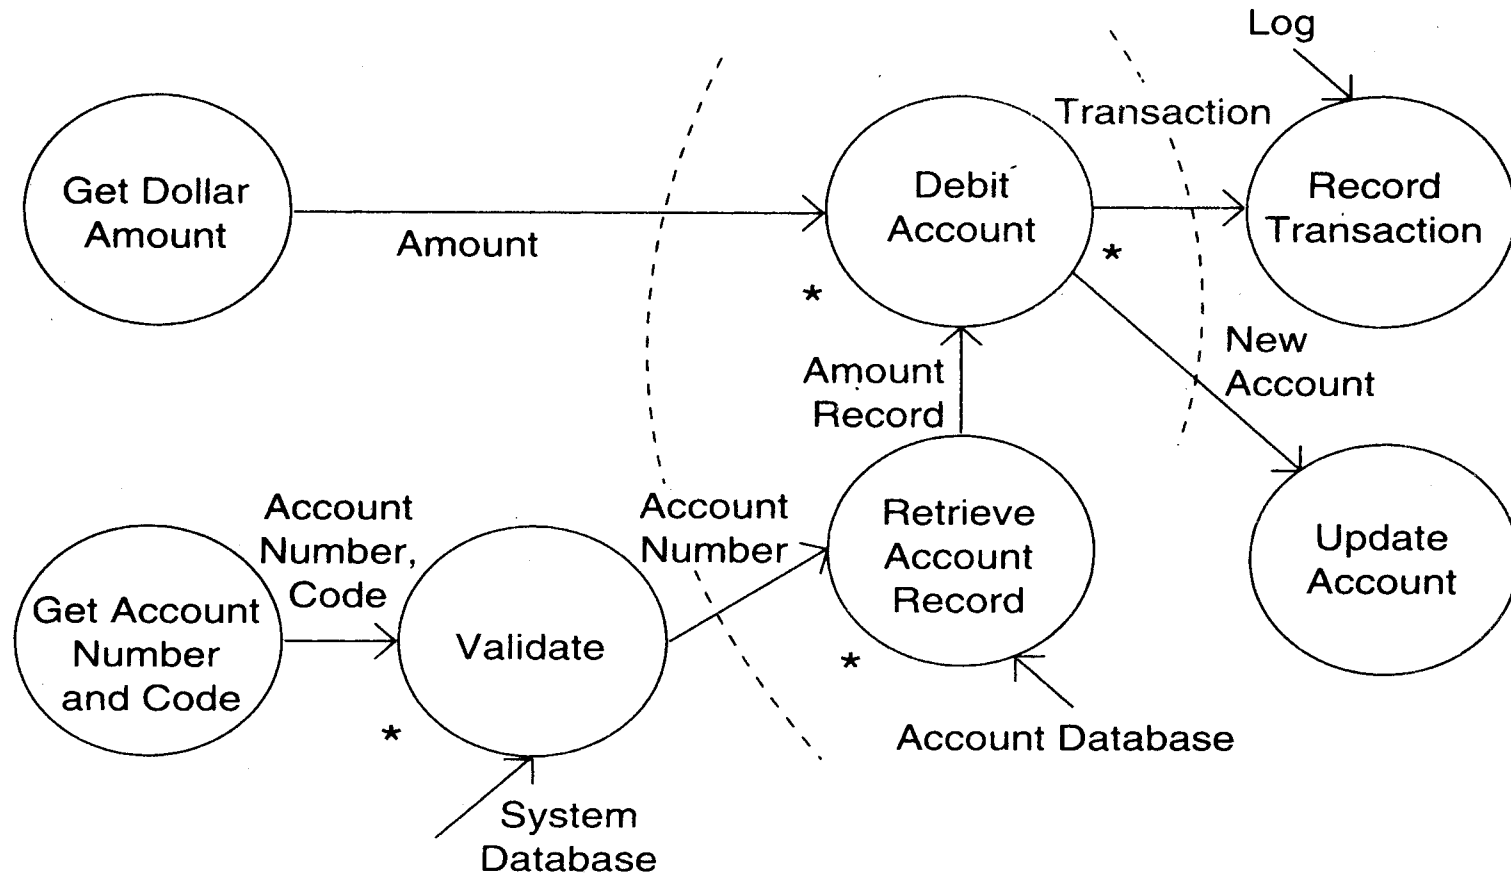 Log
Transaction
Get Dollar
Amount
Amount
Debit
Account
*
*
Record
Transaction
Amount
Record
New
Account
Get Account
Number
and Code
Account
Number,
Code
*
Validate
System
Database
Account
Number
Retrieve
Account
Record
*
Account Database
Update
Account